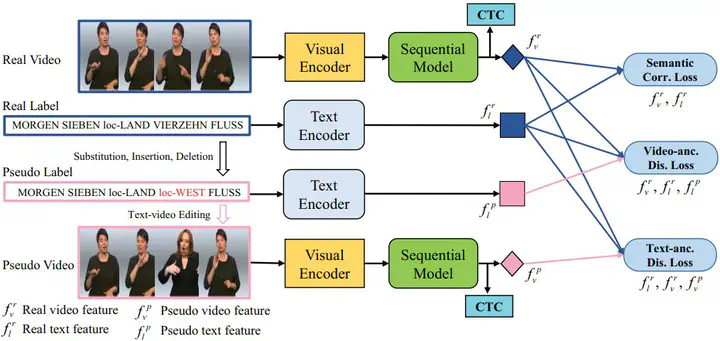 CTC
Real Video
Visual
Encoder
Sequential
Model
f_v^r
Semantic
Corr. Loss
f_v^r , f_l^r
Real Label
MORGEN SIEBEN loc-LAND VIERZEHN FLUSS
Text
Encoder
f_l^r
Substitution, Insertion, Deletion
Video-anc.
Dis. Loss
f_v^r , f_l^r , f_l^p
Pseudo Label
MORGEN SIEBEN loc-LAND loc-WEST FLUSS
Text
Encoder
f_l^p
Text-video Editing
Pseudo Video
Visual
Encoder
Sequential
Model
f_v^p
Text-anc.
Dis. Loss
f_l^r , f_v^r , f_v^p
CTC
f_v^r Real video feature f_v^p Pseudo video feature
f_l^r Real text feature f_l^p Pseudo text feature